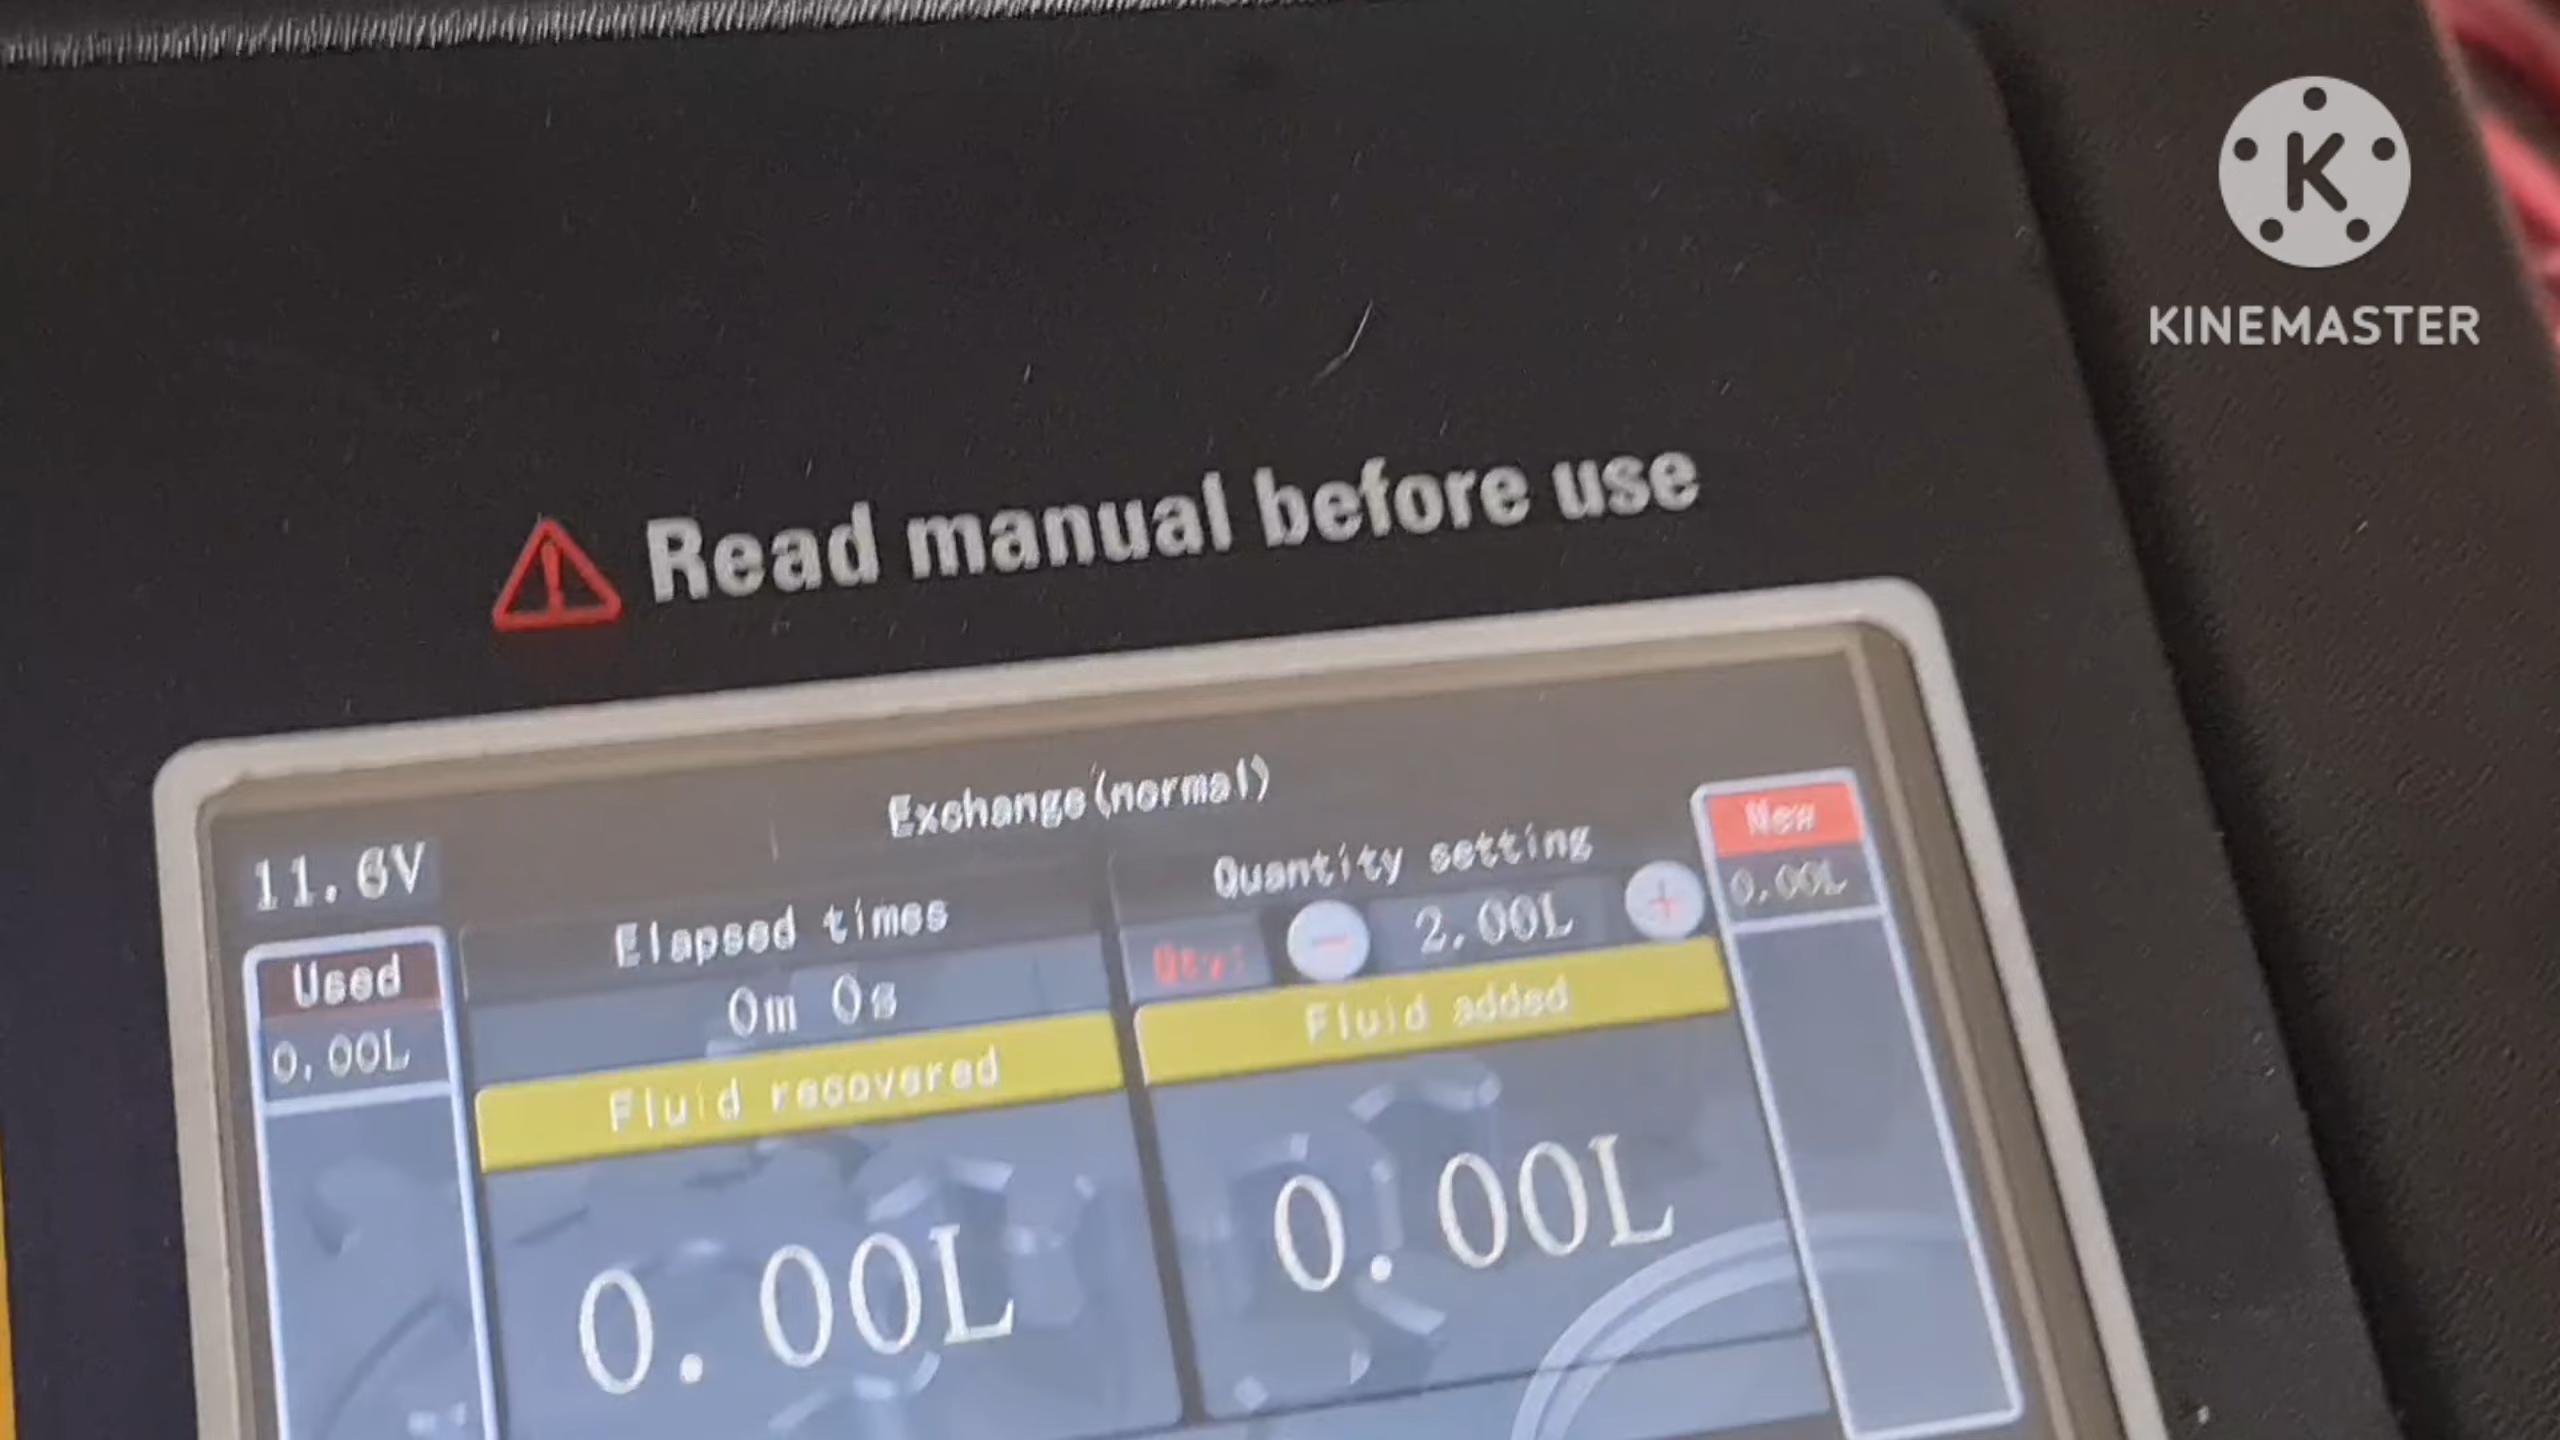 K
KINEMASTER
Read manual before use
Exchange(normal)
11.6V
Elapsed times
Quantity setting
New
0.00L
Used
0m 0s
Qty:
-
2.00L
+
0.00L
Fluid recovered
Fluid added
0.00L
0.00L